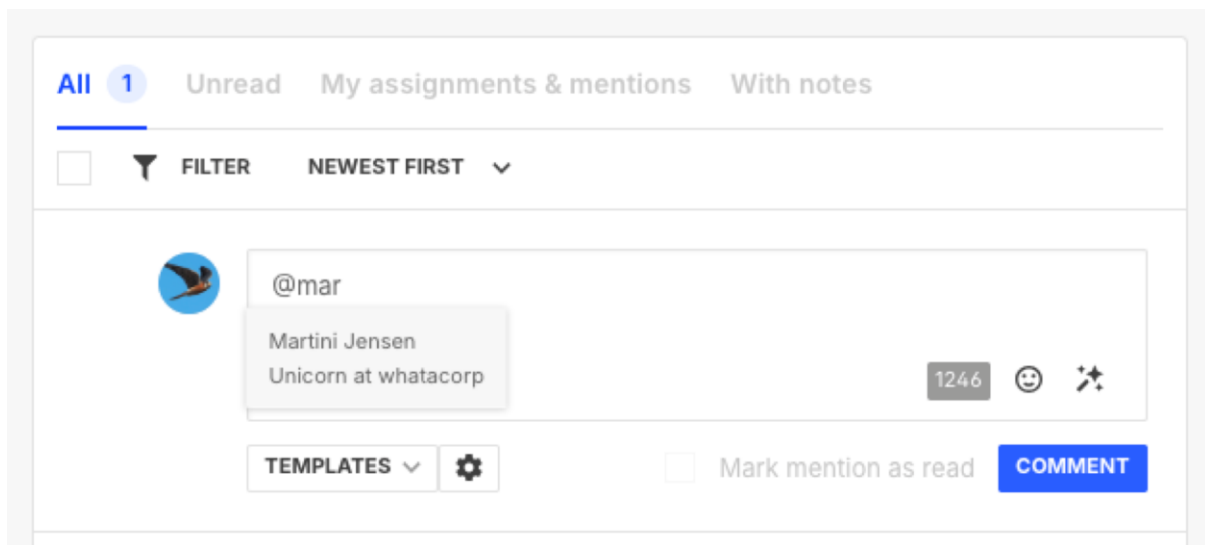 All 1 Unread My assignments & mentions With notes
FILTER NEWEST FIRST
@mar
Martini Jensen
Unicorn at whatacorp
1246
TEMPLATES Mark mention as read COMMENT